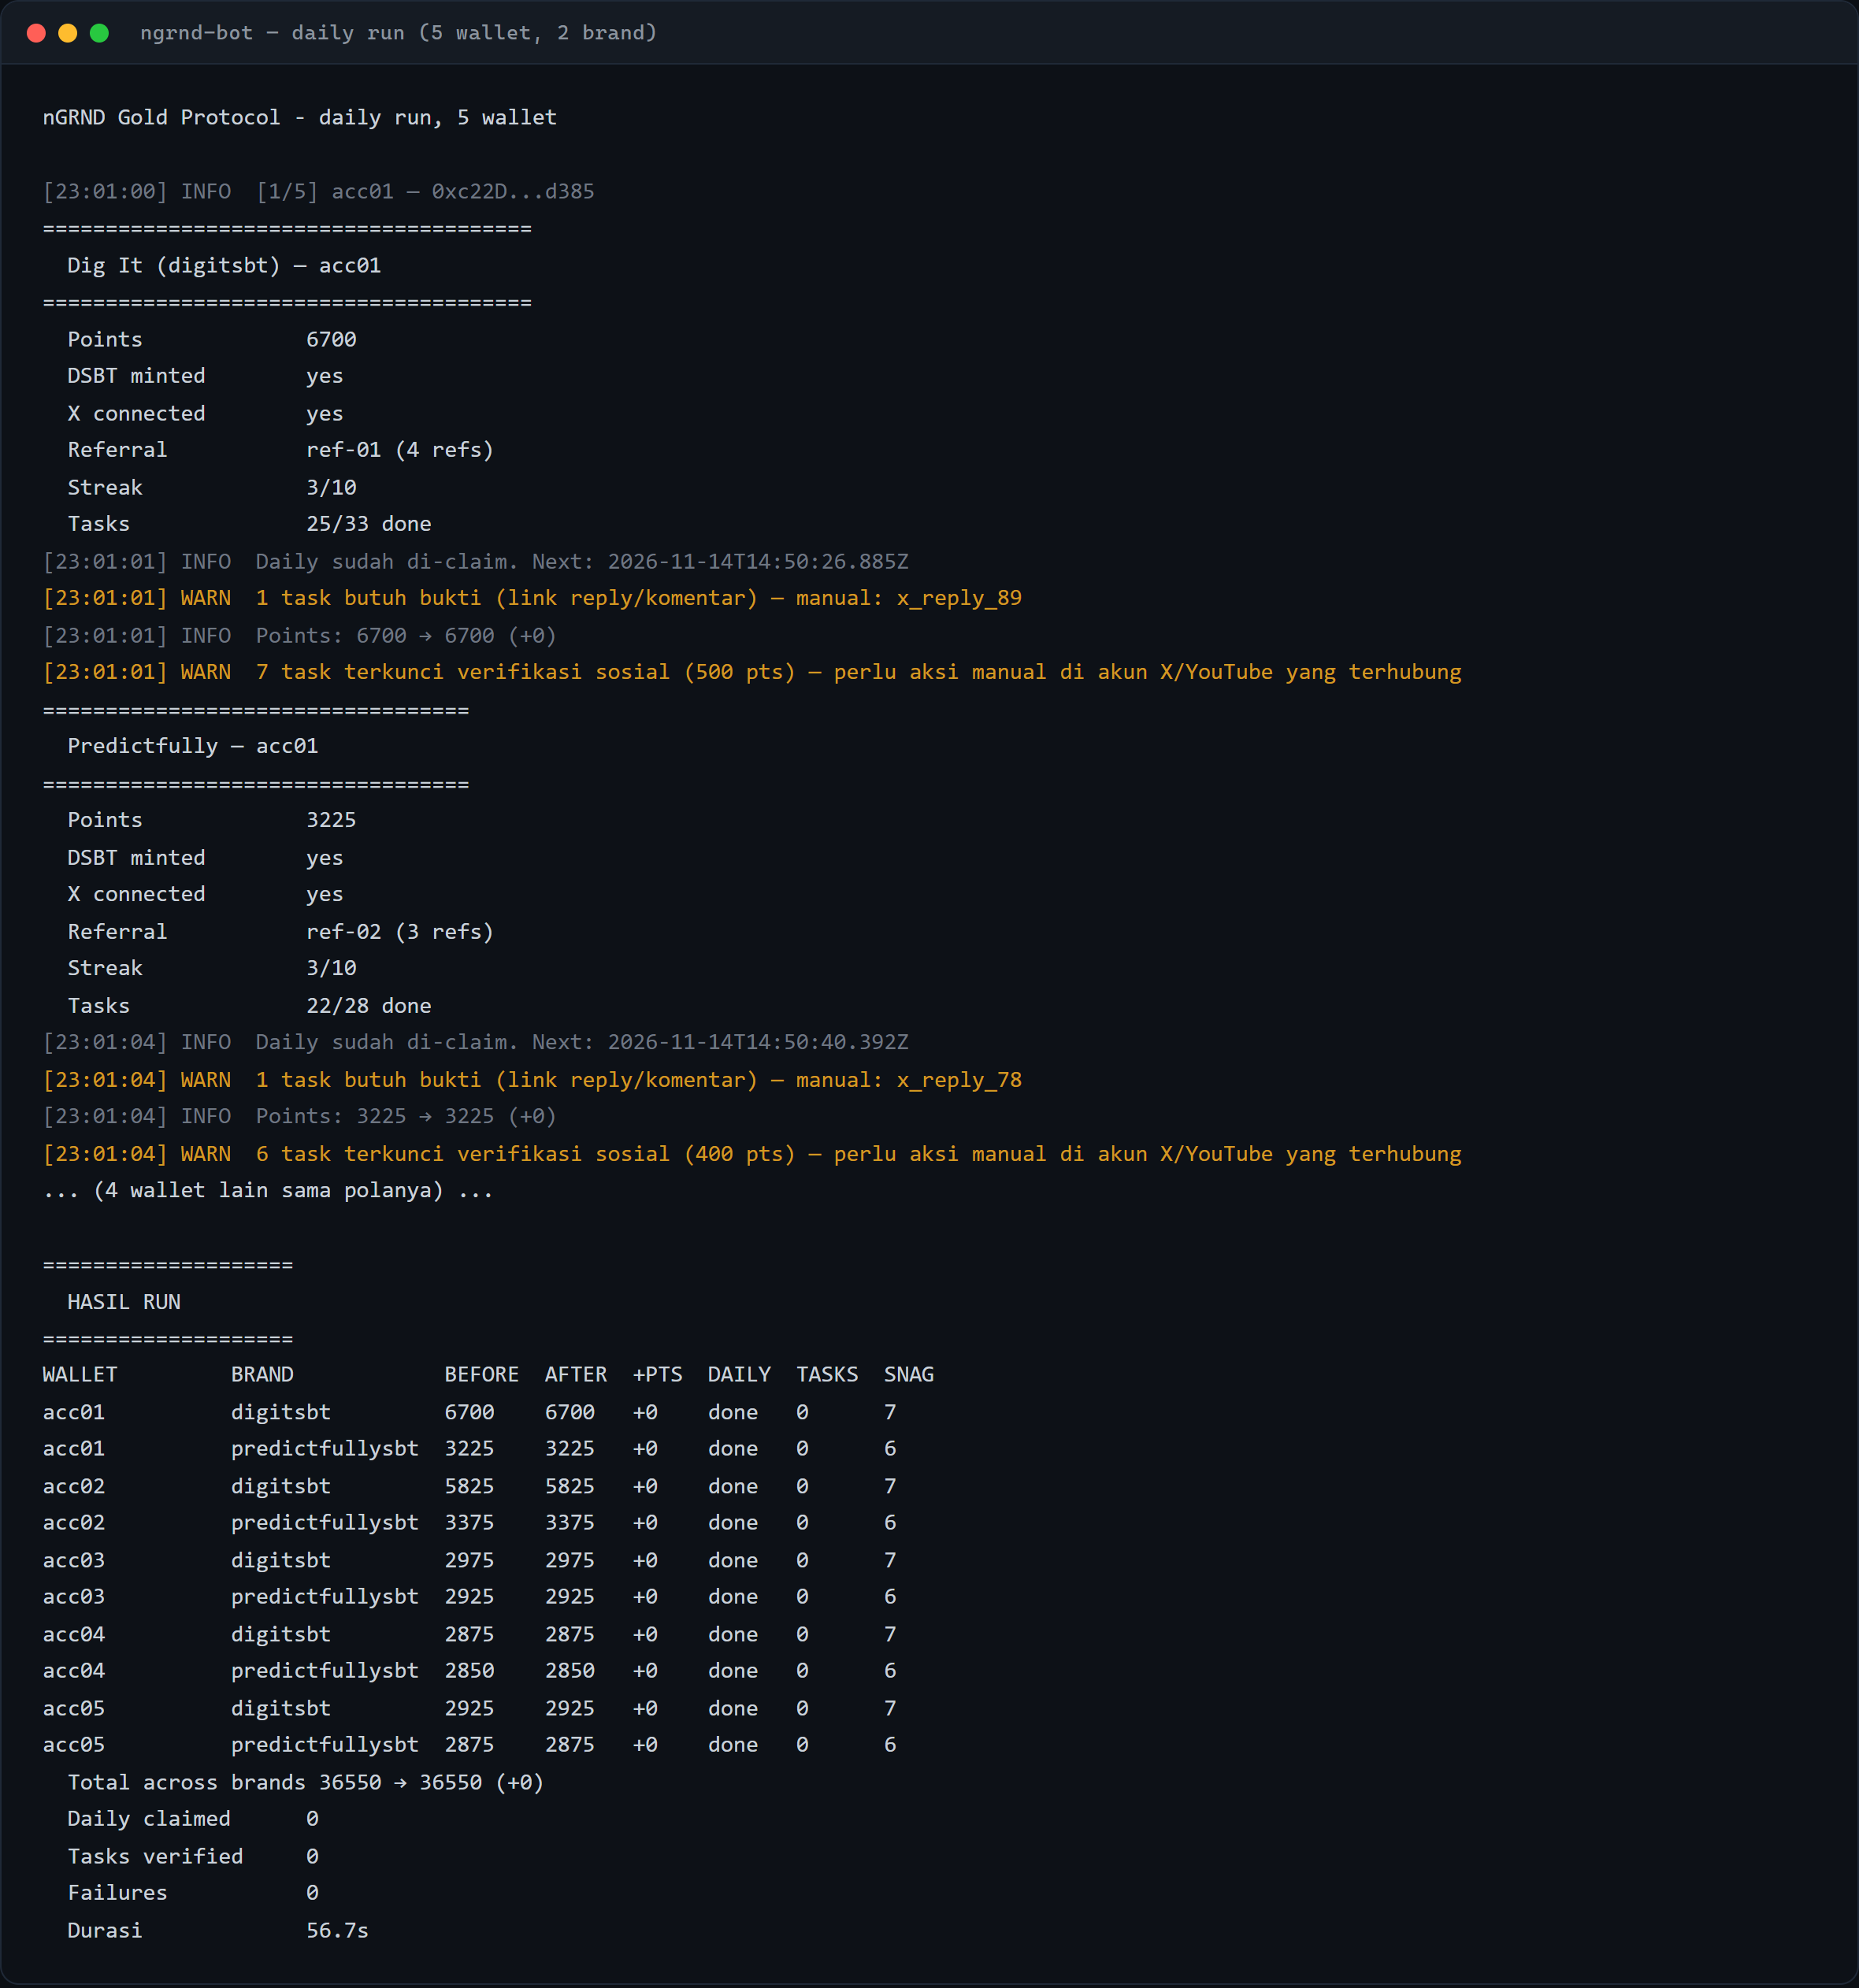 ngrnd-bot — daily run (5 wallet, 2 brand)
nGRND Gold Protocol - daily run, 5 wallet
[23:01:00] INFO  [1/5] acc01 — 0xc22D...d385
=======================================
  Dig It (digitsbt) — acc01
=======================================
  Points             6700
  DSBT minted        yes
  X connected        yes
  Referral           ref-01 (4 refs)
  Streak             3/10
  Tasks              25/33 done
[23:01:01] INFO  Daily sudah di-claim. Next: 2026-11-14T14:50:26.885Z
[23:01:01] WARN  1 task butuh bukti (link reply/komentar) — manual: x_reply_89
[23:01:01] INFO  Points: 6700 → 6700 (+0)
[23:01:01] WARN  7 task terkunci verifikasi sosial (500 pts) — perlu aksi manual di akun X/YouTube yang terhubung
==================================
  Predictfully — acc01
==================================
  Points             3225
  DSBT minted        yes
  X connected        yes
  Referral           ref-02 (3 refs)
  Streak             3/10
  Tasks              22/28 done
[23:01:04] INFO  Daily sudah di-claim. Next: 2026-11-14T14:50:40.392Z
[23:01:04] WARN  1 task butuh bukti (link reply/komentar) — manual: x_reply_78
[23:01:04] INFO  Points: 3225 → 3225 (+0)
[23:01:04] WARN  6 task terkunci verifikasi sosial (400 pts) — perlu aksi manual di akun X/YouTube yang terhubung
... (4 wallet lain sama polanya) ...
====================
  HASIL RUN
====================
WALLET         BRAND            BEFORE  AFTER  +PTS  DAILY  TASKS  SNAG
acc01          digitsbt         6700    6700   +0    done   0      7
acc01          predictfullysbt  3225    3225   +0    done   0      6
acc02          digitsbt         5825    5825   +0    done   0      7
acc02          predictfullysbt  3375    3375   +0    done   0      6
acc03          digitsbt         2975    2975   +0    done   0      7
acc03          predictfullysbt  2925    2925   +0    done   0      6
acc04          digitsbt         2875    2875   +0    done   0      7
acc04          predictfullysbt  2850    2850   +0    done   0      6
acc05          digitsbt         2925    2925   +0    done   0      7
acc05          predictfullysbt  2875    2875   +0    done   0      6
  Total across brands 36550 → 36550 (+0)
  Daily claimed      0
  Tasks verified     0
  Failures           0
  Durasi             56.7s